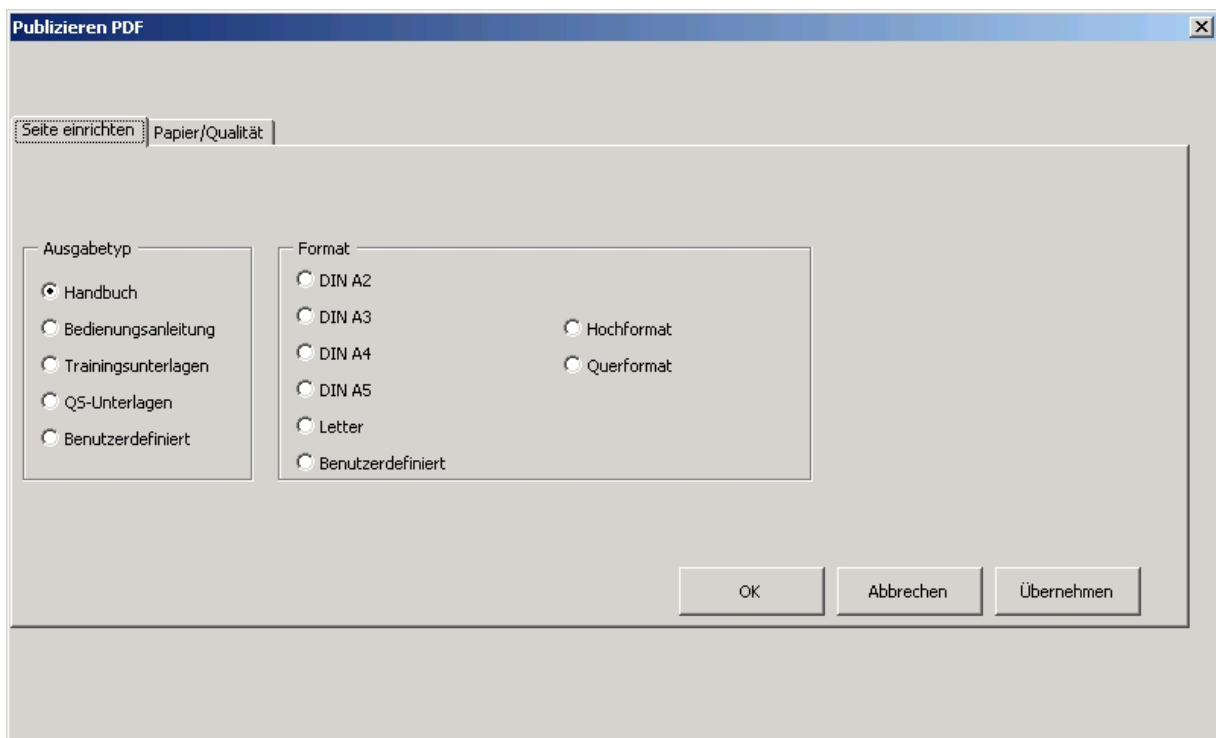 Publizieren PDF
Seite einrichten
Papier/Qualität
Ausgabetyp
Handbuch
Bedienungsanleitung
Trainingsunterlagen
QS-Unterlagen
Benutzerdefiniert
Format
DIN A2
DIN A3
DIN A4
DIN A5
Letter
Benutzerdefiniert
Hochformat
Querformat
OK
Abbrechen
Übernehmen